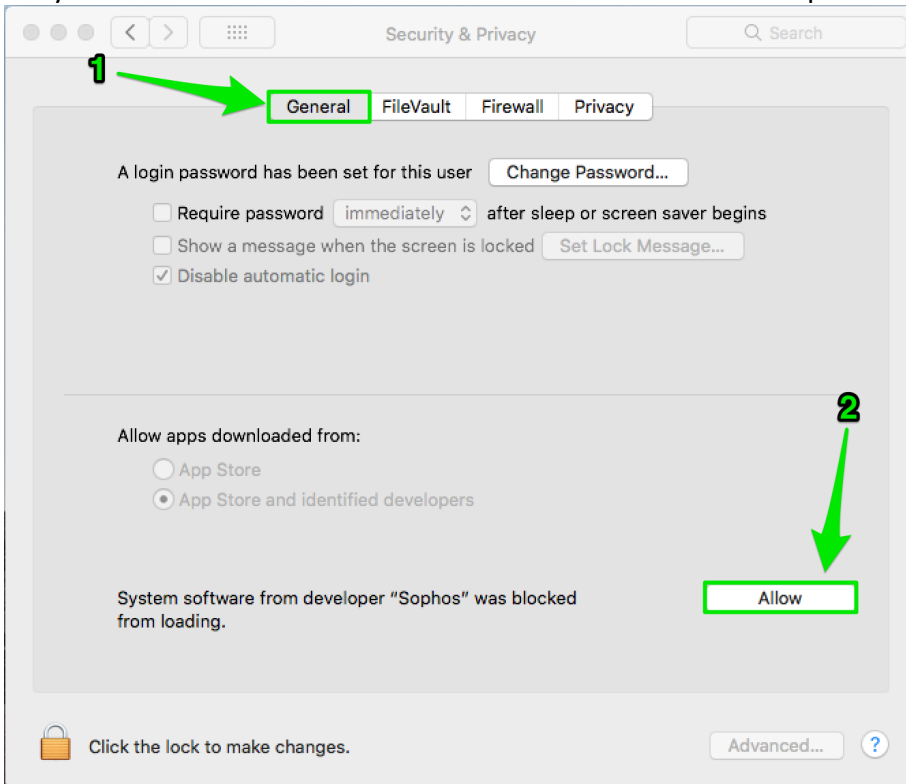 Security & Privacy
Search
1
General FileVault Firewall Privacy
A login password has been set for this user Change Password...
Require password immediately after sleep or screen saver begins
Show a message when the screen is locked Set Lock Message...
Disable automatic login
2
Allow apps downloaded from:
App Store
App Store and identified developers
System software from developer "Sophos" was blocked
from loading.
Allow
Click the lock to make changes.
Advanced... ?